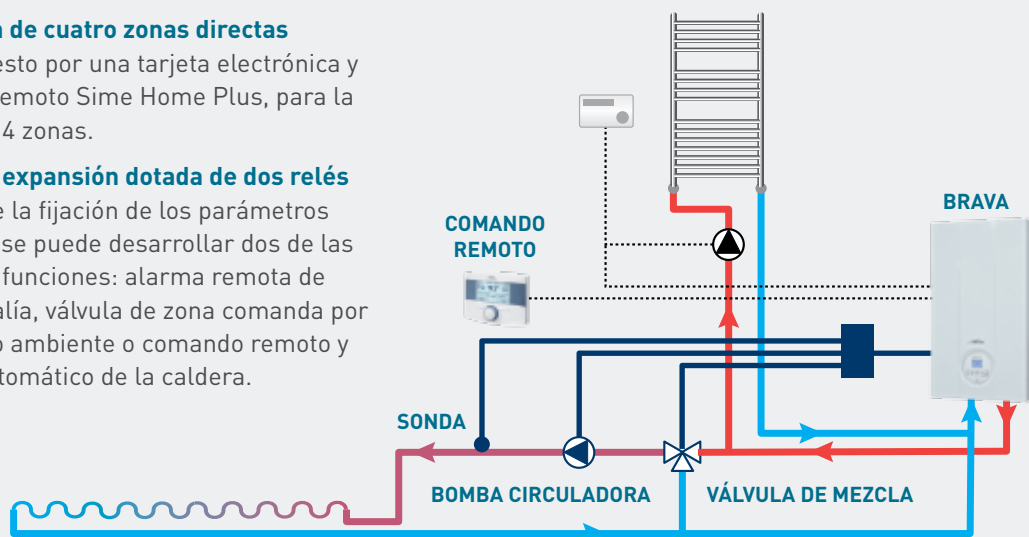 de cuatro zonas directas
esto por una tarjeta electrónica y
emoto Sime Home Plus, para la
4 zonas.
expansión dotada de dos relés
e la fijación de los parámetros
se puede desarrollar dos de las
funciones: alarma remota de
alía, válvula de zona comanda por
o ambiente o comando remoto y
tomático de la caldera.
COMANDO
REMOTO
BRAVA
SONDA
BOMBA CIRCULADORA
VÁLVULA DE MEZCLA